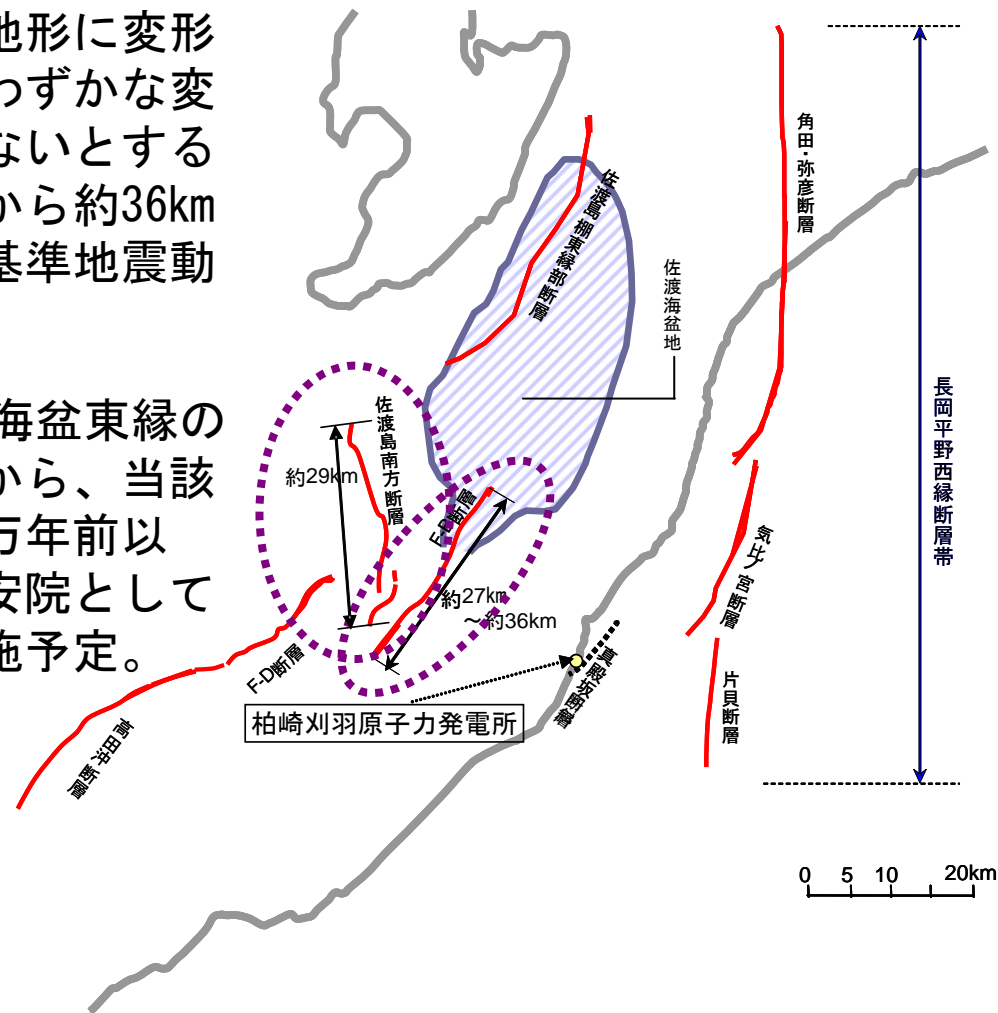 地形に変形
わずかな変
ないとする
から約36km
基準地震動
海盆東縁の
から、当該
万年前以
安院として
施予定。
角田・弥彦断層
佐渡島棚東縁部断層
佐渡海盆地
長岡平野西縁断層帯
佐渡島南方断層
約29km
F-B断層
約27km
～約36km
気比ノ宮断層
真殿坂断層
片貝断層
F-D断層
高田沖断層
柏崎刈羽原子力発電所
0 5 10 20km